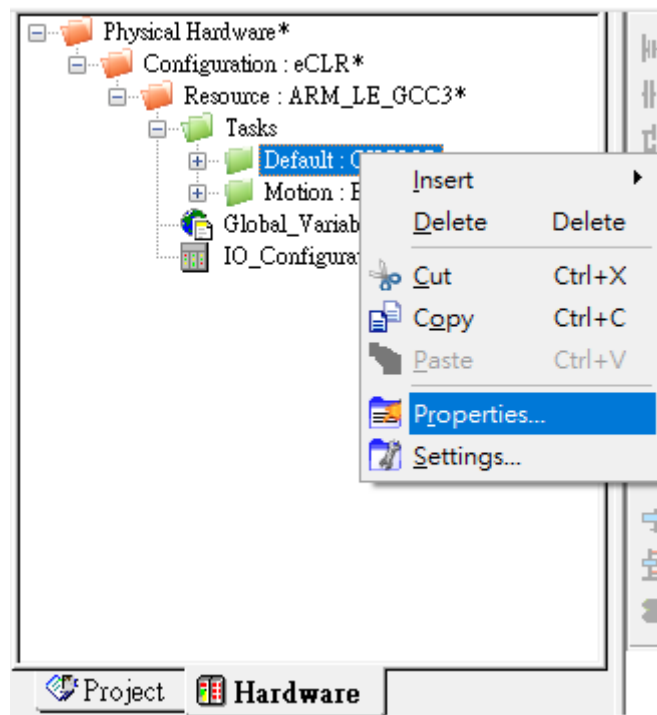 Physical Hardware*
Configuration : eCLR*
Resource : ARM_LE_GCC3*
Tasks
Default :
Motion :
Global_Variab
IO_Configura
Insert
Delete Delete
Cut Ctrl+X
Copy Ctrl+C
Paste Ctrl+V
Properties...
Settings...
Project
Hardware